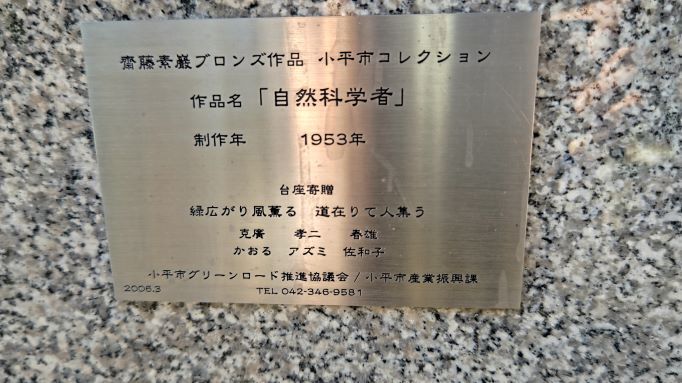 齋藤素巖ブロンズ作品 小平市コレクション
作品名「自然科学者」
制作年 1953年
台座寄贈
緑広がり風薫る 道在りて人集う
克廣 孝二 春雄
かおる アズミ 佐和子
小平市グリーンロード推進協議会/小平市産業振興課
2006.3 TEL 042-346-9581